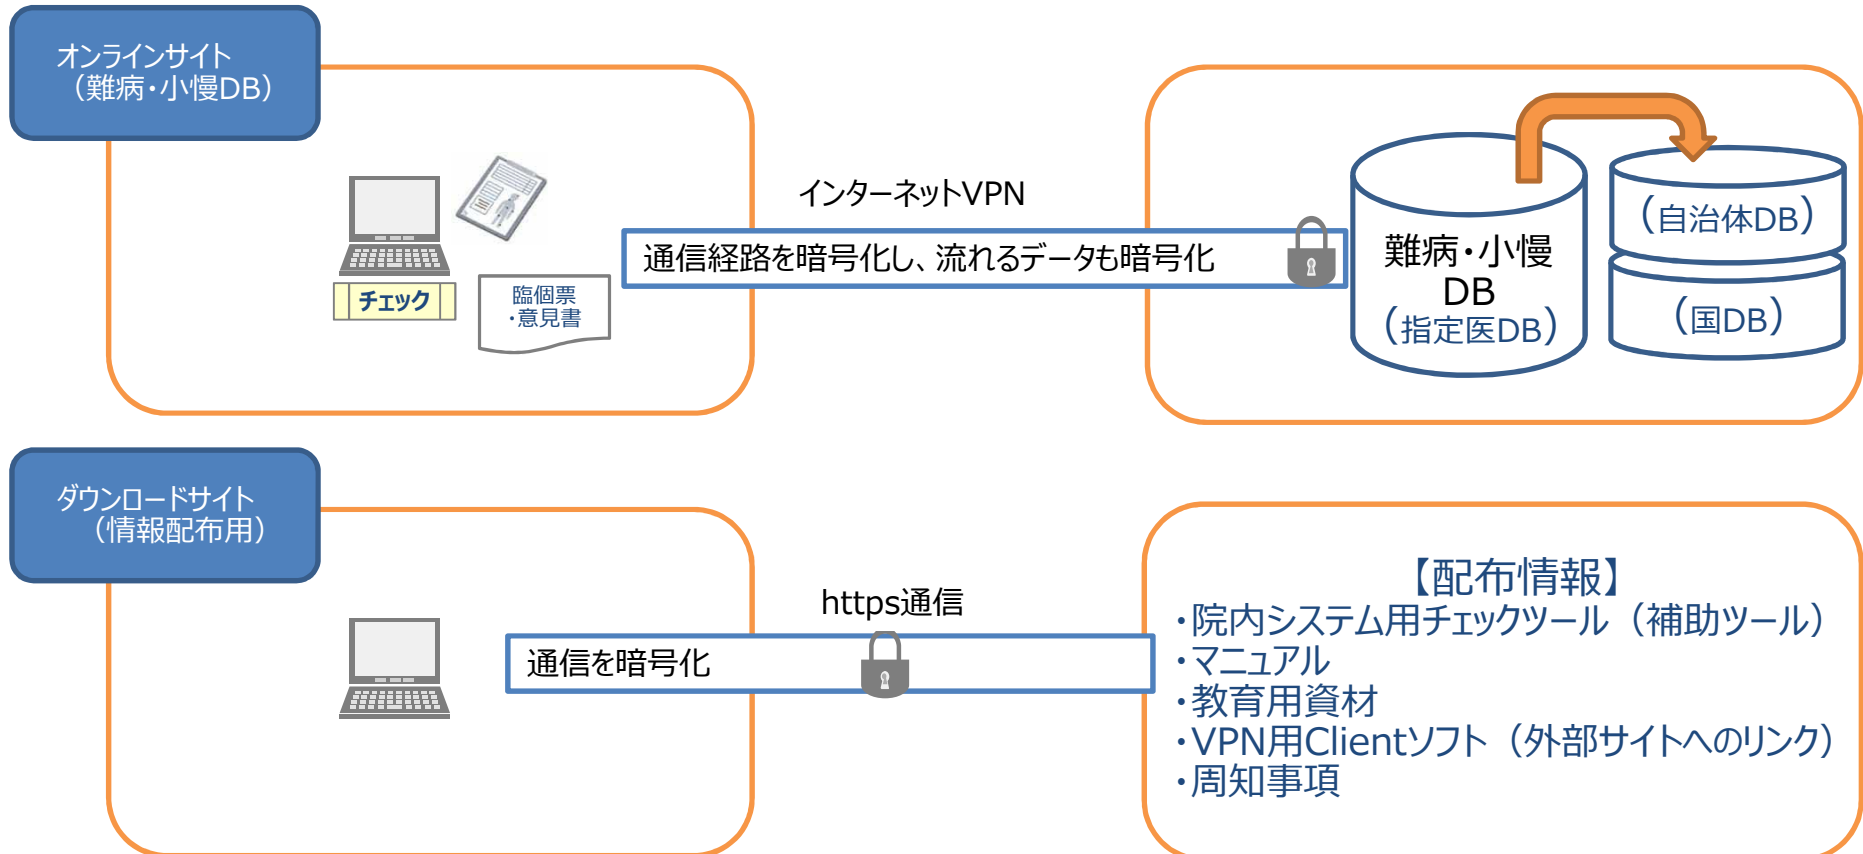 オンラインサイト
（難病・小慢DB）
インターネットVPN
通信経路を暗号化し、流れるデータも暗号化
チェック
臨個票
・意見書
難病・小慢
DB
（指定医DB）
（自治体DB）
（国DB）
ダウンロードサイト
（情報配布用）
https通信
通信を暗号化
【配布情報】
・院内システム用チェックツール（補助ツール）
・マニュアル
・教育用資材
・VPN用Clientソフト（外部サイトへのリンク）
・周知事項